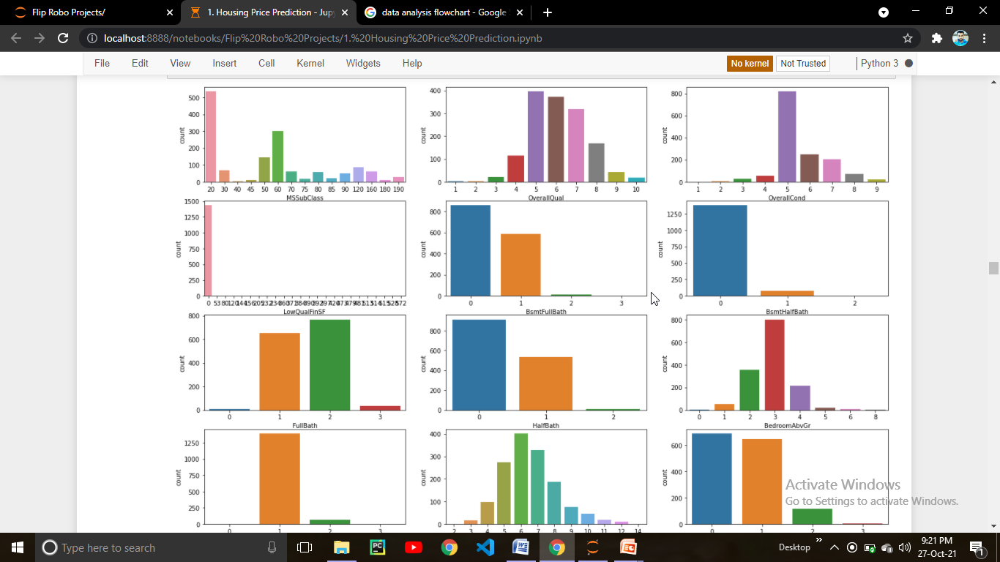 Flip Robo Projects/
1. Housing Price Prediction - Jup
data analysis flowchart - Google
localhost:8888/notebooks/Flip%20Robo%20Projects/1.%20Housing%20Price%20Prediction.ipynb
File Edit View Insert Cell Kernel Widgets Help No kernel Not Trusted Python 3
500 400 300 200 100 0 count
20 30 40 45 50 60 70 75 80 85 90 120 160 180 190
MSSubClass
400 300 200 100 0 count
1 2 3 4 5 6 7 8 9 10
OverallQual
800 600 400 200 0 count
1 2 3 4 5 6 7 8 9
OverallCond
1500 1250 1000 750 500 250 0 count
0 53 80
LowQualFinSF
800 600 400 200 0 count
0 1 2 3
BsmtFullBath
1250 1000 750 500 250 0 count
0 1 2
BsmtHalfBath
800 600 400 200 0 count
0 1 2 3
FullBath
800 600 400 200 0 count
0 1 2
HalfBath
800 600 400 200 0 count
0 1 2 3 4 5 6 8
BedroomAbvGr
1250 1000 750 500 250 0 count
0 1 2 3
400 300 200 100 0 count
2 3 4 5 6 7 8 9 10 11 12 14
600 400 200 0 count
0 1 2 3
Activate Windows
Go to Settings to activate Windows.
Type here to search
PC
Desktop
9:21 PM
27-Oct-21
1